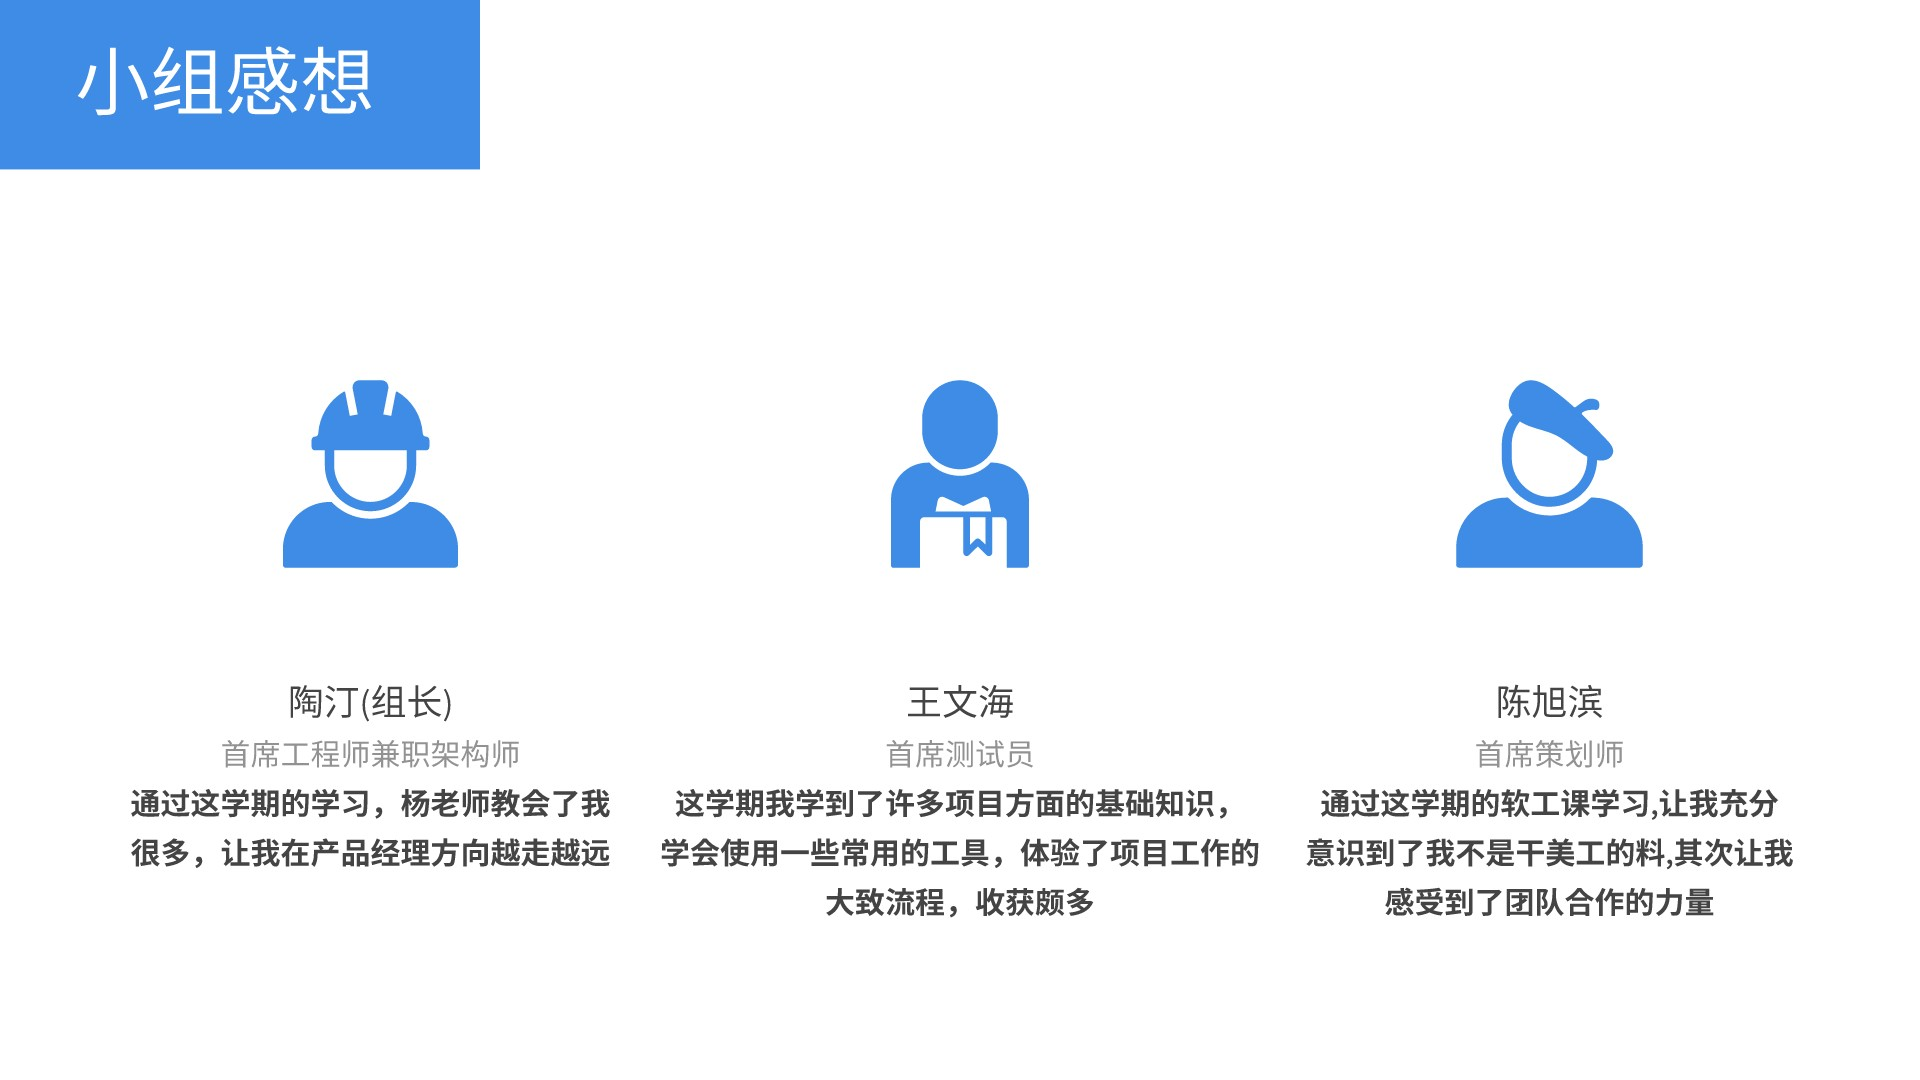 小组感想
陶汀(组长)
首席工程师兼职架构师
通过这学期的学习，杨老师教会了我
很多，让我在产品经理方向越走越远
王文海
首席测试员
这学期我学到了许多项目方面的基础知识，
学会使用一些常用的工具，体验了项目工作的
大致流程，收获颇多
陈旭滨
首席策划师
通过这学期的软工课学习,让我充分
意识到了我不是干美工的料,其次让我
感受到了团队合作的力量